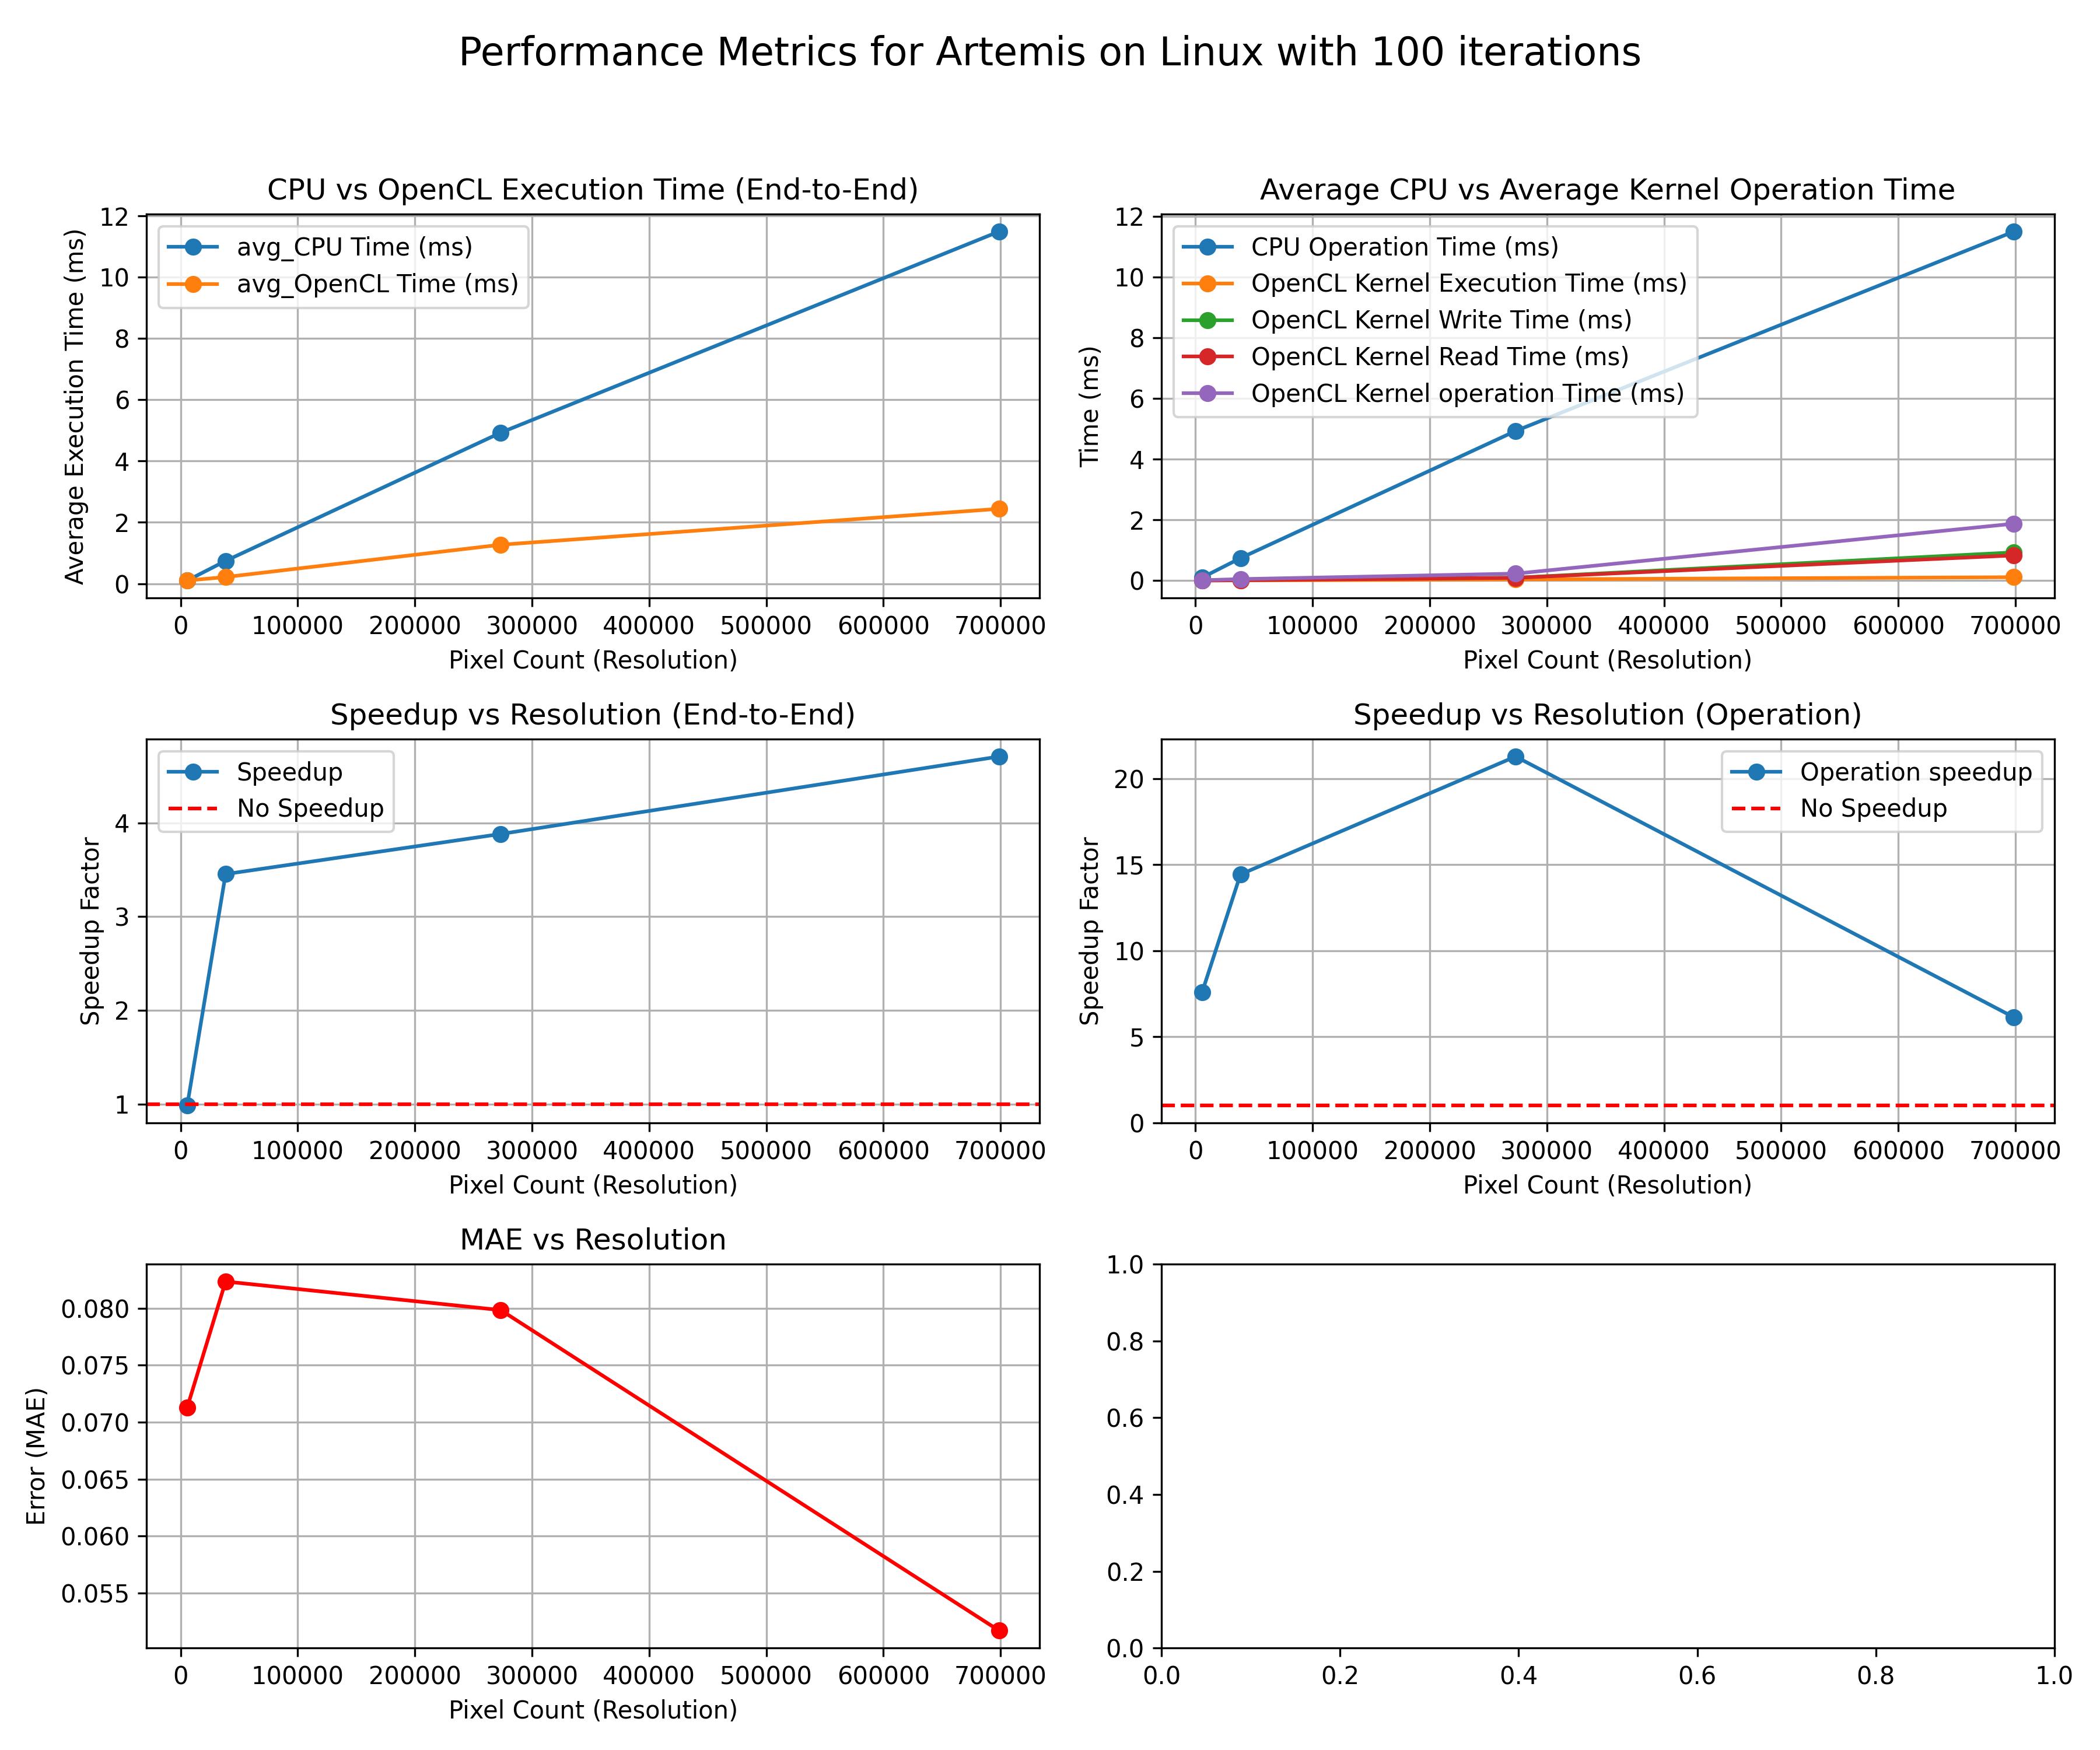 Performance Metrics for Artemis on Linux with 100 iterations
CPU vs OpenCL Execution Time (End-to-End)
12
10
8
6
4
2
0
Average Execution Time (ms)
avg_CPU Time (ms)
avg_OpenCL Time (ms)
0 100000 200000 300000 400000 500000 600000 700000
Pixel Count (Resolution)
Average CPU vs Average Kernel Operation Time
12
10
8
6
4
2
0
Time (ms)
CPU Operation Time (ms)
OpenCL Kernel Execution Time (ms)
OpenCL Kernel Write Time (ms)
OpenCL Kernel Read Time (ms)
OpenCL Kernel operation Time (ms)
0 100000 200000 300000 400000 500000 600000 700000
Pixel Count (Resolution)
Speedup vs Resolution (End-to-End)
4
3
2
1
Speedup Factor
Speedup
No Speedup
0 100000 200000 300000 400000 500000 600000 700000
Pixel Count (Resolution)
Speedup vs Resolution (Operation)
20
15
10
5
0
Speedup Factor
Operation speedup
No Speedup
0 100000 200000 300000 400000 500000 600000 700000
Pixel Count (Resolution)
MAE vs Resolution
0.080
0.075
0.070
0.065
0.060
0.055
Error (MAE)
0 100000 200000 300000 400000 500000 600000 700000
Pixel Count (Resolution)
1.0
0.8
0.6
0.4
0.2
0.0
0.0 0.2 0.4 0.6 0.8 1.0